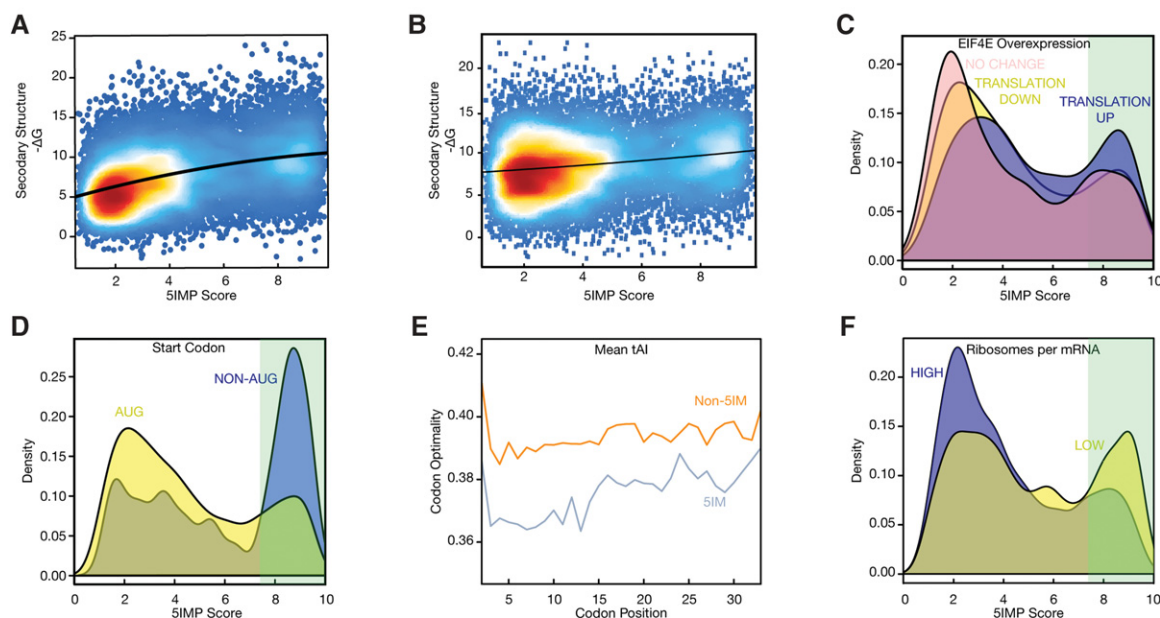 A
25
20
15
10
5
0
Secodary Structure
-ΔG
2
4
6
8
5IMP Score
B
20
15
10
5
0
Secodary Structure
-ΔG
2
4
6
8
5IMP Score
C
EIF4E Overexpression
NO CHANGE
TRANSLATION
DOWN
TRANSLATION
UP
0.20
0.15
0.10
0.05
0.00
Density
0
2
4
6
8
10
5IMP Score
D
Start Codon
NON-AUG
AUG
0.25
0.20
0.15
0.10
0.05
0.00
Density
0
2
4
6
8
10
5IMP Score
E
Mean tAI
Non-5IM
5IM
0.42
0.40
0.38
0.36
Codon Optimality
5
10
15
20
25
30
Codon Position
F
Ribosomes per mRNA
HIGH
LOW
0.20
0.15
0.10
0.05
0.00
Density
0
2
4
6
8
10
5IMP Score